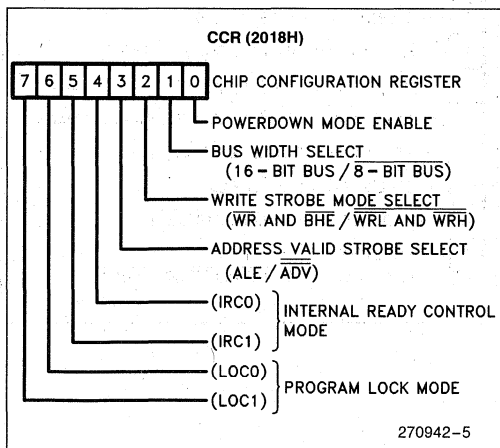 CCR (2018H)
7 6 5 4 3 2 1 0 CHIP CONFIGURATION REGISTER
POWERDOWN MODE ENABLE
BUS WIDTH SELECT
(16-BIT BUS / 8-BIT BUS)
WRITE STROBE MODE SELECT
(WR AND BHE / WRL AND WRH)
ADDRESS VALID STROBE SELECT
(ALE / ADV)
(IRC0)
INTERNAL READY CONTROL
MODE
(IRC1)
(LOC0)
PROGRAM LOCK MODE
(LOC1)
270942-5